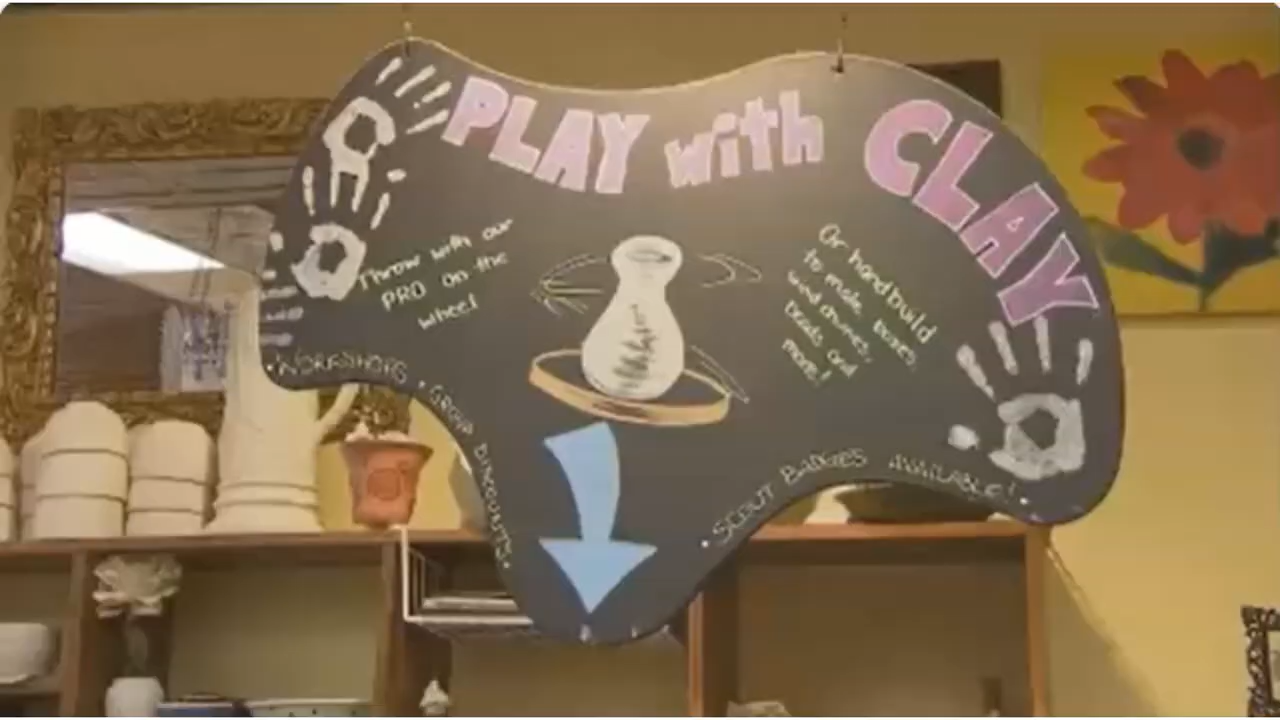 PLAY with CLAY
Throw with our
PRO on the
wheel
Or handbuild
to make boxes,
wind chimes,
beads and
more!
• WORKSHOPS • GROUP DISCOUNTS •
• SCOUT BADGES AVAILABLE! •